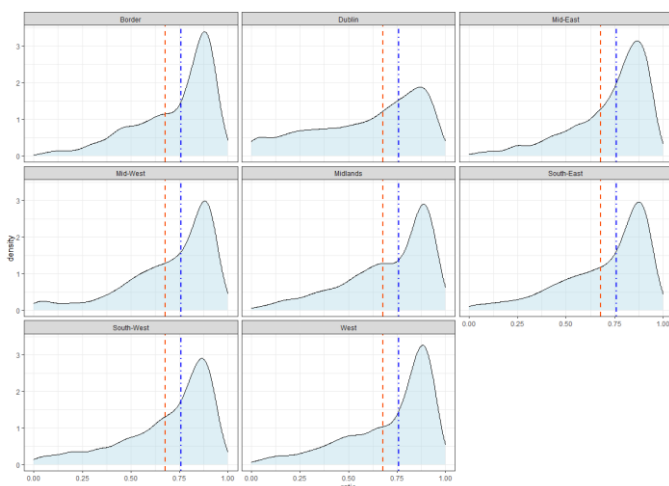 Border Dublin Mid-East
3
2
1
0
Mid-West Midlands South-East
density
3
2
1
0
0.00 0.25 0.50 0.75 1.00
South-West West
3
2
1
0
0.00 0.25 0.50 0.75 1.00 0.00 0.25 0.50 0.75 1.00